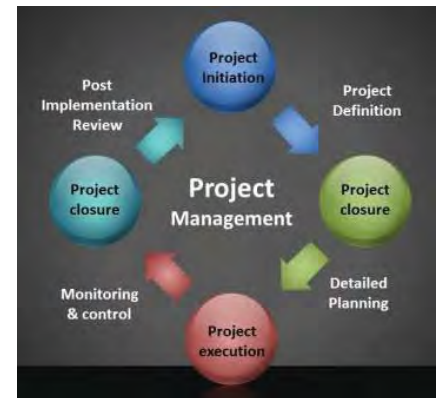 Project
Initiation
Post
Implementation
Review
Project
Definition
Project
closure
Project
Management
Project
closure
Monitoring
& control
Detailed
Planning
Project
execution